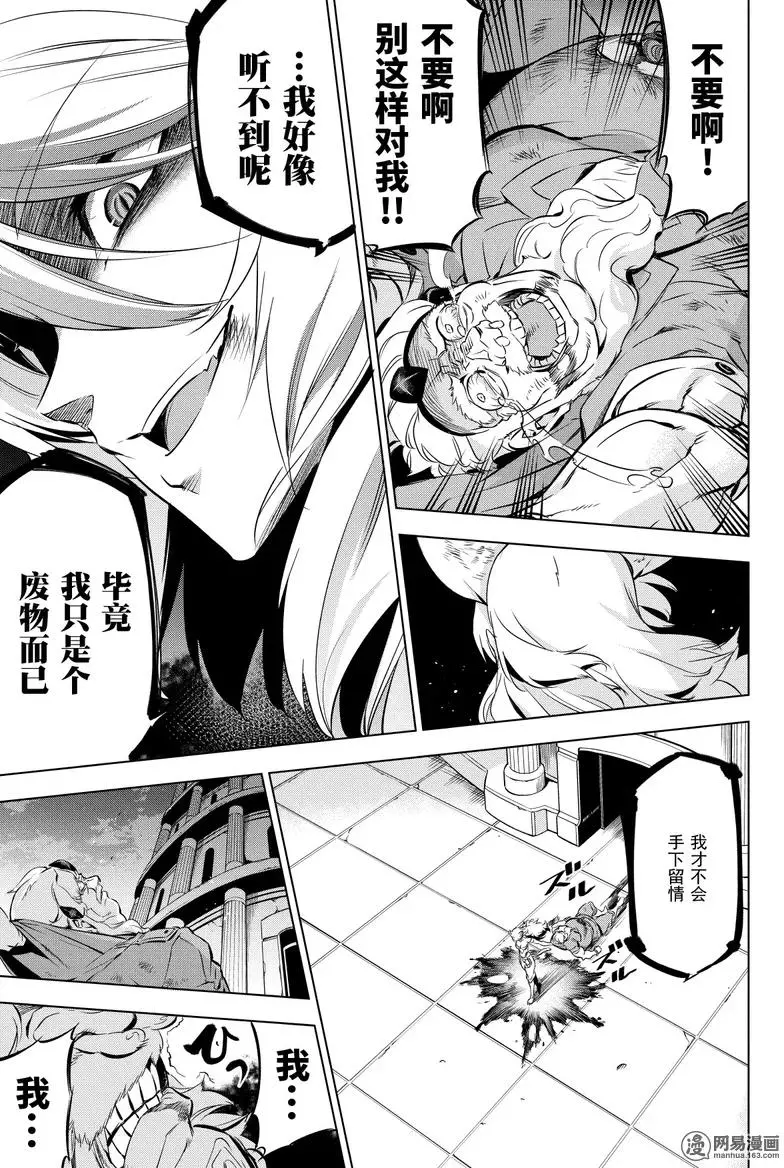 不要啊！
不要啊
别这样对我！！
…我好像
听不到呢
毕竟
我只是个
废物而已
我才不会
手下留情
ズル
ズル
我…
ひっ
我…
漫
网易漫画
manhua.163.com